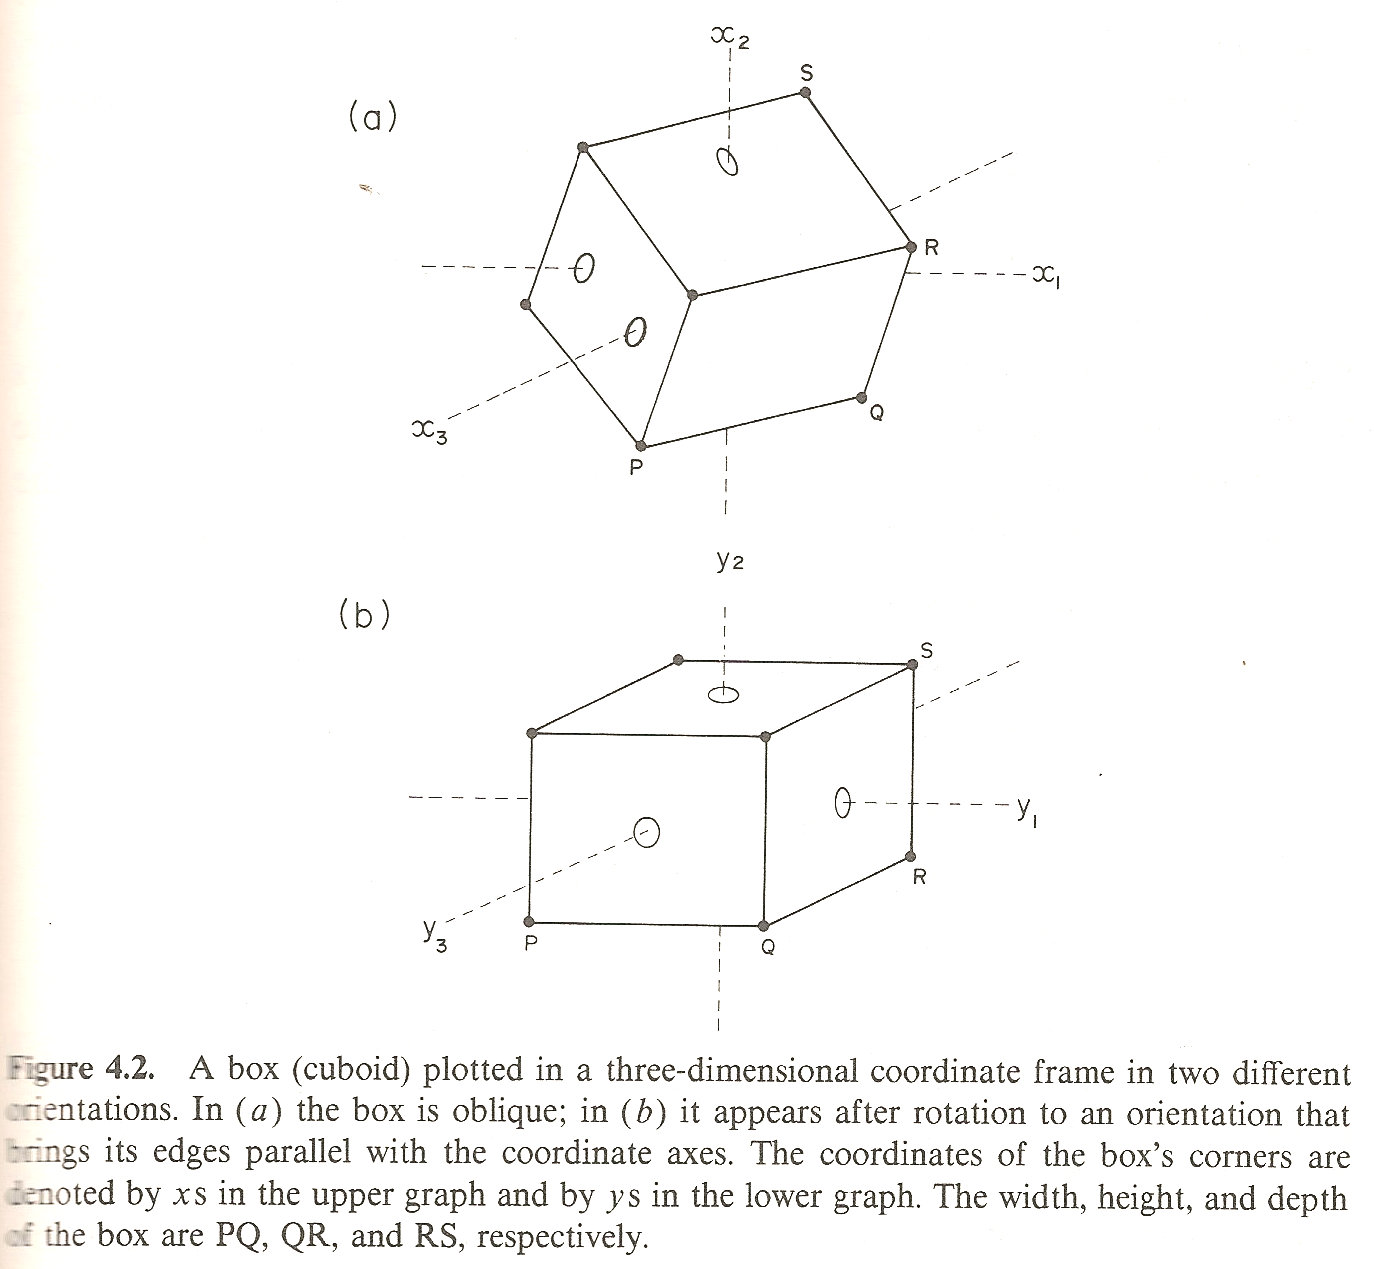 x2
S
(a)
R
x1
x3
Q
P
y2
(b)
S
y1
R
y3
P
Q
Figure 4.2. A box (cuboid) plotted in a three-dimensional coordinate frame in two different
orientations. In (a) the box is oblique; in (b) it appears after rotation to an orientation that
brings its edges parallel with the coordinate axes. The coordinates of the box's corners are
denoted by xs in the upper graph and by ys in the lower graph. The width, height, and depth
of the box are PQ, QR, and RS, respectively.